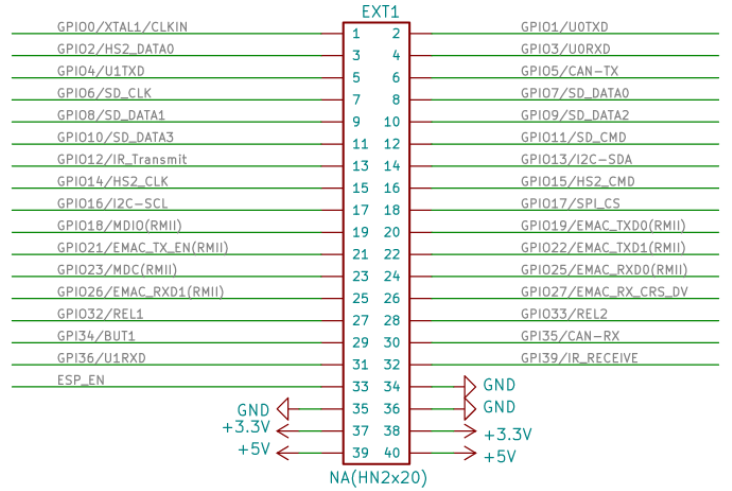 EXT1
GPIO0/XTAL1/CLKIN 1 2 GPIO1/U0TXD
GPIO2/HS2_DATA0 3 4 GPIO3/U0RXD
GPIO4/U1TXD 5 6 GPIO5/CAN-TX
GPIO6/SD_CLK 7 8 GPIO7/SD_DATA0
GPIO8/SD_DATA1 9 10 GPIO9/SD_DATA2
GPIO10/SD_DATA3 11 12 GPIO11/SD_CMD
GPIO12/IR_Transmit 13 14 GPIO13/I2C-SDA
GPIO14/HS2_CLK 15 16 GPIO15/HS2_CMD
GPIO16/I2C-SCL 17 18 GPIO17/SPI_CS
GPIO18/MDIO(RMII) 19 20 GPIO19/EMAC_TXD0(RMII)
GPIO21/EMAC_TX_EN(RMII) 21 22 GPIO22/EMAC_TXD1(RMII)
GPIO23/MDC(RMII) 23 24 GPIO25/EMAC_RXD0(RMII)
GPIO26/EMAC_RXD1(RMII) 25 26 GPIO27/EMAC_RX_CRS_DV
GPIO32/REL1 27 28 GPIO33/REL2
GPI34/BUT1 29 30 GPI35/CAN-RX
GPI36/U1RXD 31 32 GPI39/IR_RECEIVE
ESP_EN 33 34 GND
GND 35 36 GND
+3.3V 37 38 +3.3V
+5V 39 40 +5V
NA(HN2x20)